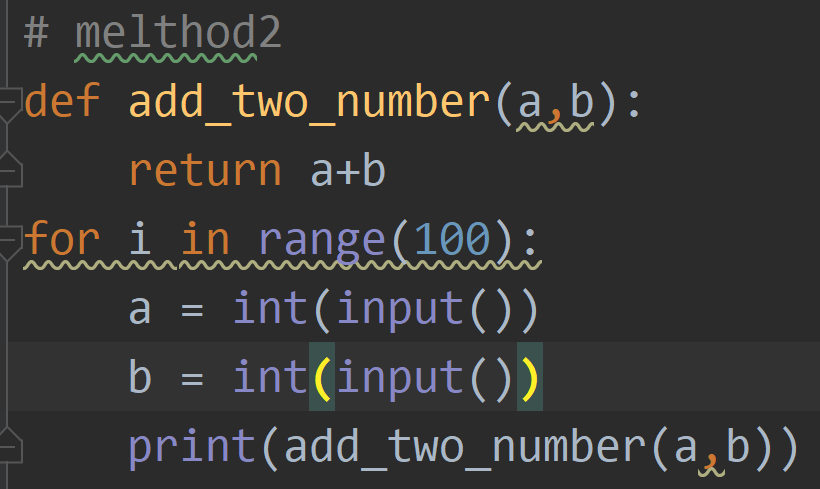 # melthod2
def add_two_number(a,b):
    return a+b
for i in range(100):
    a = int(input())
    b = int(input())
    print(add_two_number(a,b))